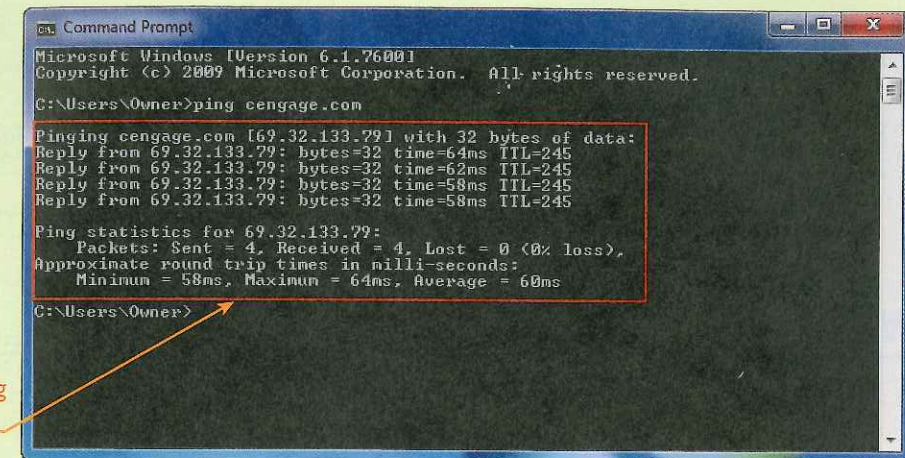 Command Prompt
Microsoft Windows [Version 6.1.7600]
Copyright (c) 2009 Microsoft Corporation. All rights reserved.
C:\Users\Owner>ping cengage.com
Pinging cengage.com [69.32.133.79] with 32 bytes of data:
Reply from 69.32.133.79: bytes=32 time=64ms TTL=245
Reply from 69.32.133.79: bytes=32 time=62ms TTL=245
Reply from 69.32.133.79: bytes=32 time=58ms TTL=245
Reply from 69.32.133.79: bytes=32 time=58ms TTL=245
Ping statistics for 69.32.133.79:
Packets: Sent = 4, Received = 4, Lost = 0 (0% loss),
Approximate round trip times in milli-seconds:
Minimum = 58ms, Maximum = 64ms, Average = 60ms
C:\Users\Owner>